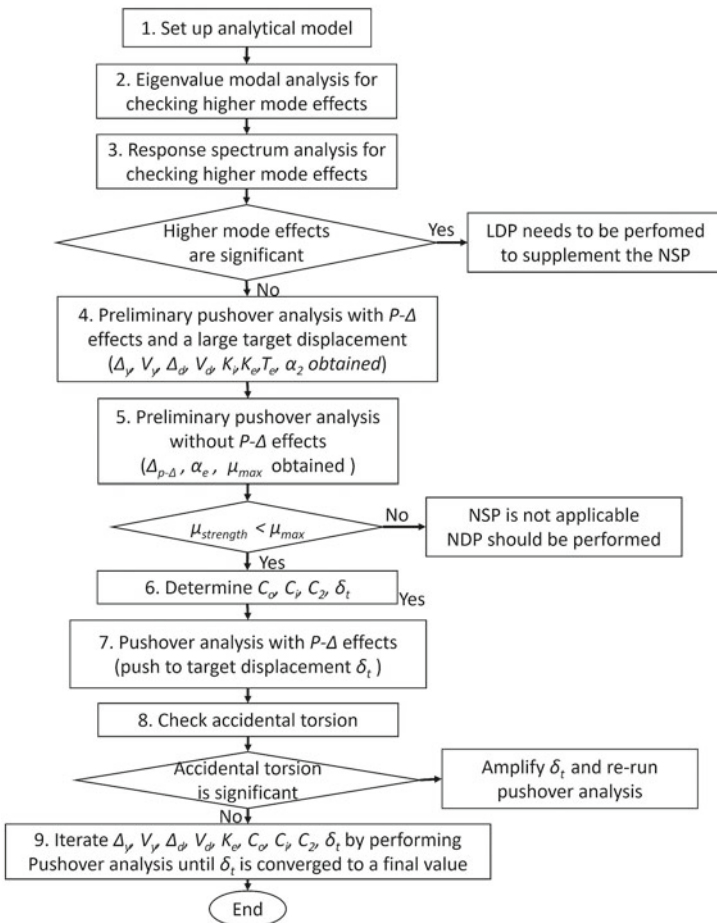 1. Set up analytical model
2. Eigenvalue modal analysis for
checking higher mode effects
3. Response spectrum analysis for
checking higher mode effects
Higher mode effects
are significant
Yes
LDP needs to be perfomed
to supplement the NSP
No
4. Preliminary pushover analysis with P-Δ
effects and a large target displacement
(Δy, Vy, Δd, Vd, Ki,Ke,Te, α2 obtained)
5. Preliminary pushover analysis
without P-Δ effects
(Δp-Δ , αe , μmax obtained )
μstrength < μmax
No
NSP is not applicable
NDP should be performed
Yes
6. Determine Co, Ci, C2, δt
Yes
7. Pushover analysis with P-Δ effects
(push to target displacement δt )
8. Check accidental torsion
Accidental torsion
is significant
Amplify δt and re-run
pushover analysis
No
9. Iterate Δy, Vy, Δd, Vd, Ke, Co, Ci, C2, δt by performing
Pushover analysis until δt is converged to a final value
End